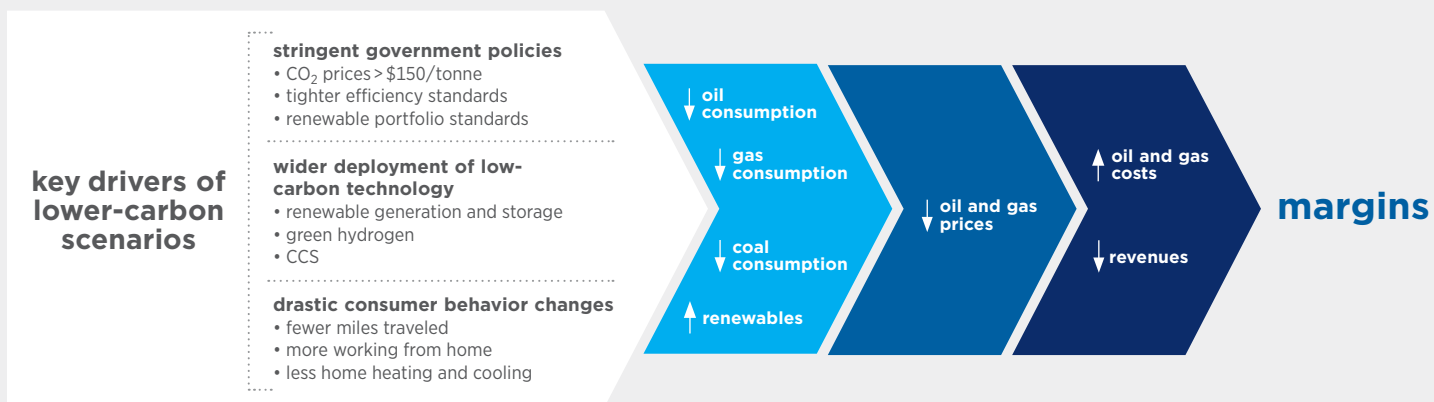 key drivers of
lower-carbon
scenarios
stringent government policies
• CO₂ prices > $150/tonne
• tighter efficiency standards
• renewable portfolio standards
wider deployment of low-
carbon technology
• renewable generation and storage
• green hydrogen
• CCS
drastic consumer behavior changes
• fewer miles traveled
• more working from home
• less home heating and cooling
↓ oil
consumption
↓ gas
consumption
↓ coal
consumption
↑ renewables
↓ oil and gas
prices
↑ oil and gas
costs
↓ revenues
margins